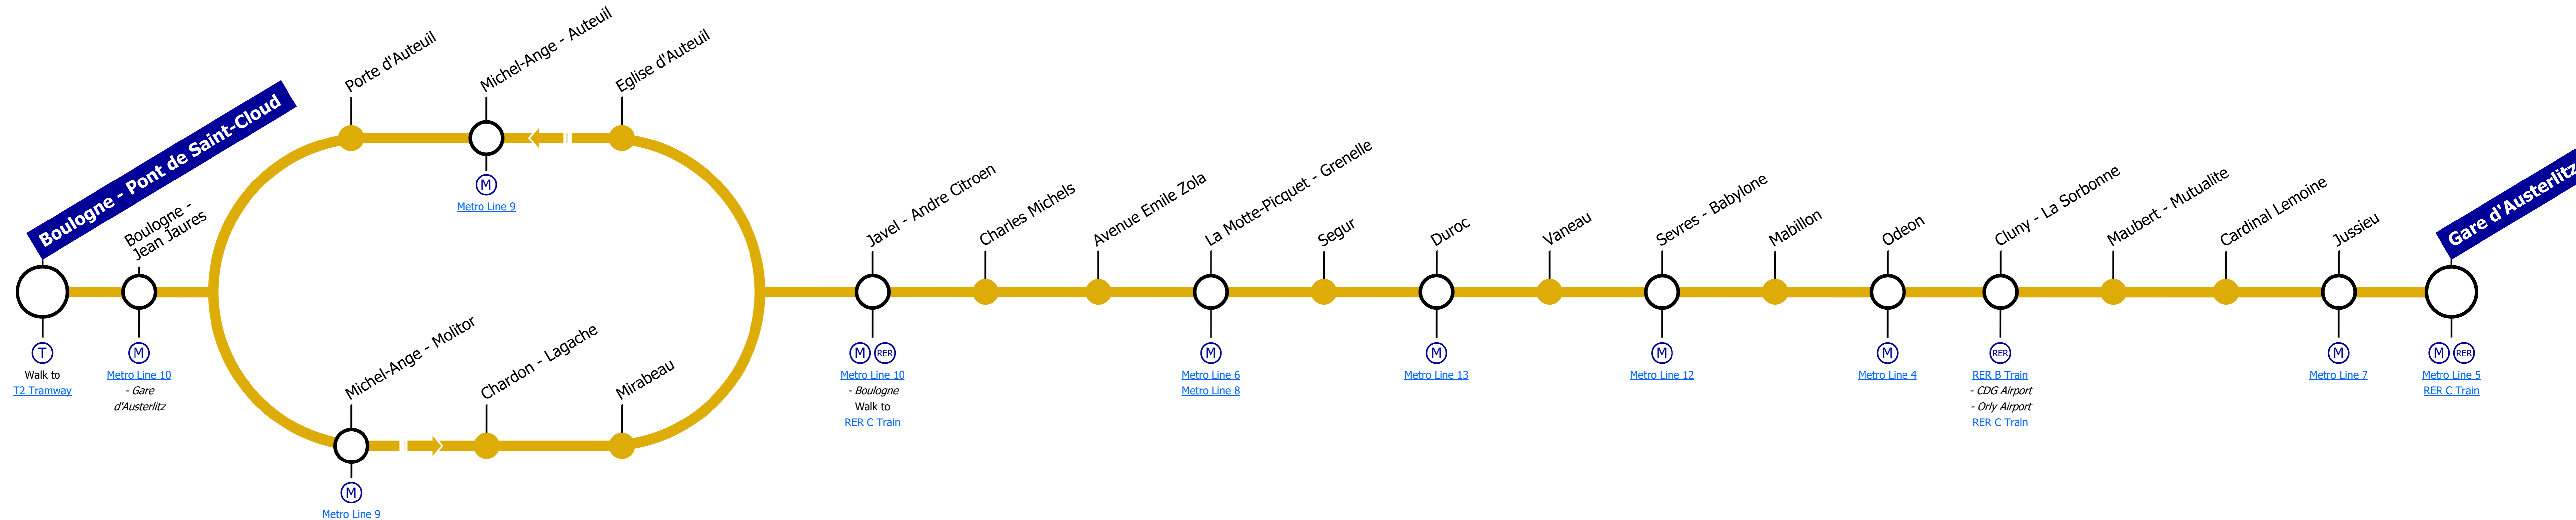 Boulogne - Pont de Saint-Cloud
T
Walk to
T2 Tramway
Boulogne -
Jean Jaures
M
Metro Line 10
- Gare
d'Austerlitz
Porte d'Auteuil
Michel-Ange - Auteuil
M
Metro Line 9
Eglise d'Auteuil
Michel-Ange - Molitor
M
Metro Line 9
Chardon - Lagache
Mirabeau
Javel - Andre Citroen
M RER
Metro Line 10
- Boulogne
Walk to
RER C Train
Charles Michels
Avenue Emile Zola
La Motte-Picquet - Grenelle
M
Metro Line 6
Metro Line 8
Segur
Duroc
M
Metro Line 13
Vaneau
Sevres - Babylone
M
Metro Line 12
Mabillon
Odeon
M
Metro Line 4
Cluny - La Sorbonne
RER
RER B Train
- CDG Airport
- Orly Airport
RER C Train
Maubert - Mutualite
Cardinal Lemoine
Jussieu
M
Metro Line 7
Gare d'Austerlitz
M RER
Metro Line 5
RER C Train